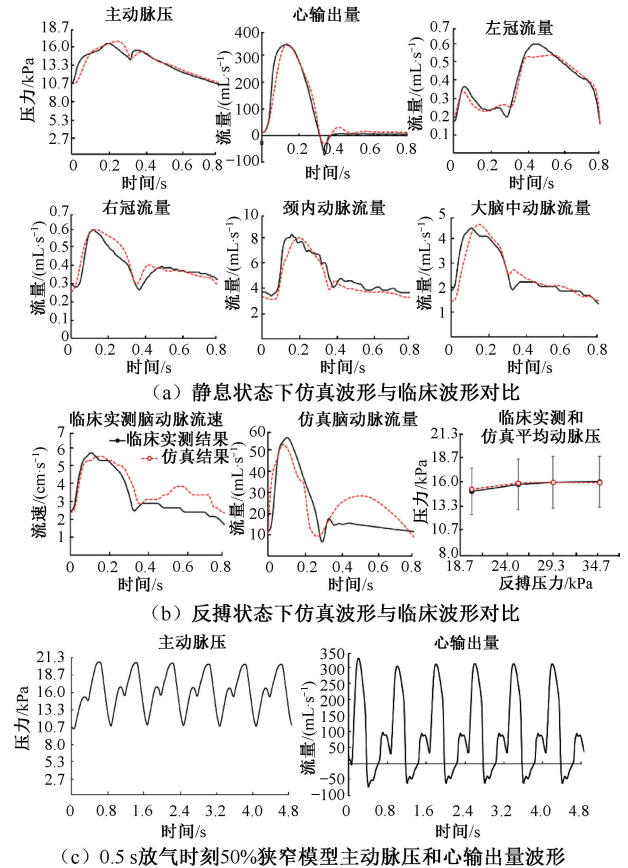 主动脉压
压力/kPa
18.7
16.0
13.3
10.0
8.0
5.3
2.7
0 0.2 0.4 0.6 0.8
时间/s
心输出量
流量/(mL·s⁻¹)
400
300
200
100
0
−100
0 0.2 0.4 0.6 0.8
时间/s
左冠流量
流量/(mL·s⁻¹)
0.7
0.6
0.5
0.4
0.3
0.2
0.1
0 0.2 0.4 0.6 0.8
时间/s
右冠流量
流量/(mL·s⁻¹)
0.7
0.6
0.5
0.4
0.3
0.2
0.1
0
0 0.2 0.4 0.6 0.8
时间/s
颈内动脉流量
流量/(mL·s⁻¹)
10
8
6
4
2
0 0.2 0.4 0.6 0.8
时间/s
大脑中动脉流量
流量/(mL·s⁻¹)
5
4
3
2
1
0 0.2 0.4 0.6 0.8
时间/s
（a）静息状态下仿真波形与临床波形对比
临床实测脑动脉流速
临床实测结果
仿真结果
流速/(cm·s⁻¹)
7
6
5
4
3
2
1
0 0.2 0.4 0.6 0.8
时间/s
仿真脑动脉流量
流量/(mL·s⁻¹)
60
50
40
30
20
10
0
0 0.2 0.4 0.6 0.8
时间/s
临床实测和
仿真平均动脉压
压力/kPa
21.3
18.7
16.0
13.3
10.7
8.0
18.7 24.0 29.3 34.7
反搏压力/kPa
（b）反搏状态下仿真波形与临床波形对比
主动脉压
压力/kPa
21.3
18.7
16.0
10.7
8.0
5.3
2.7
0 0.8 1.6 2.4 3.2 4.0 4.8
时间/s
心输出量
流量/(mL·s⁻¹)
350
300
250
200
150
100
50
−50
−100
0 0.8 1.6 2.4 3.2 4.0 4.8
时间/s
（c）0.5 s放气时刻50%狭窄模型主动脉压和心输出量波形